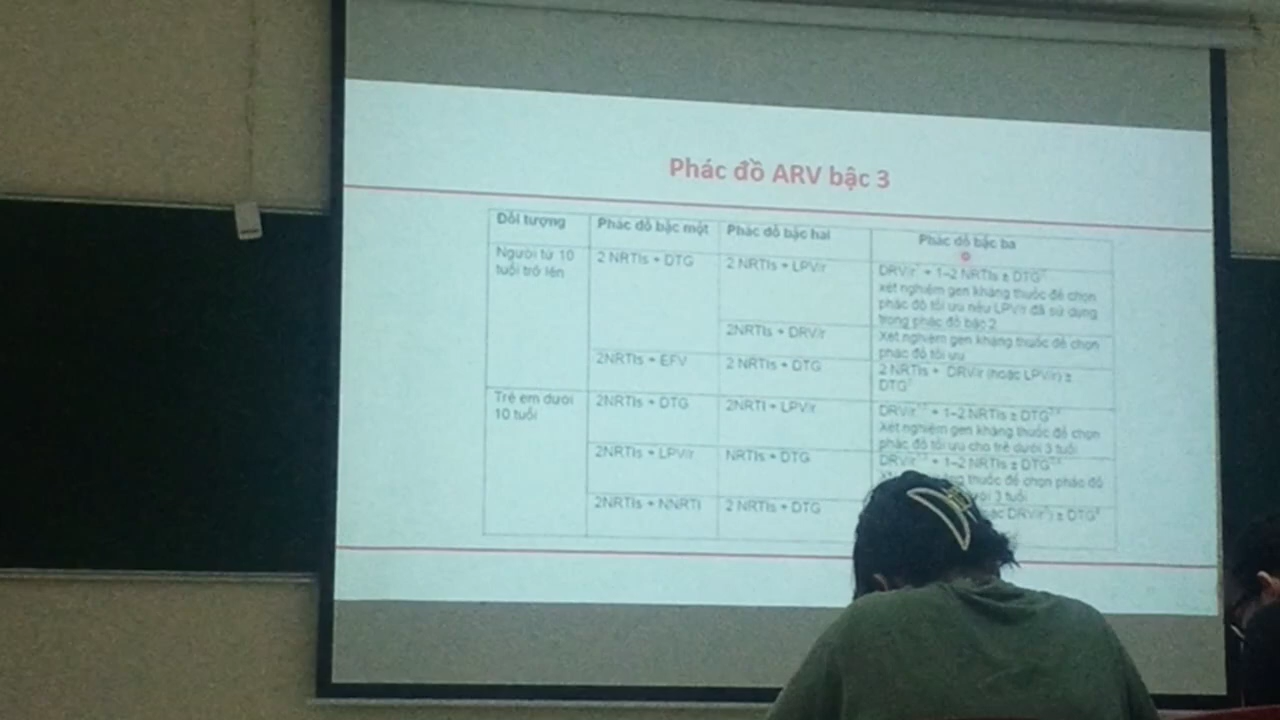 Phác đồ ARV bậc 3
Đối tượng
Phác đồ bậc một
Phác đồ bậc hai
Phác đồ bậc ba
Người từ 10
tuổi trở lên
2 NRTIs + DTG
2 NRTIs + LPV/r
DRV/r + 1–2 NRTIs ± DTG
xét nghiệm gen kháng thuốc để chọn
phác đồ tối ưu nếu LPV/r đã sử dụng
trong phác đồ bậc 2
2NRTIs + DRV/r
Xét nghiệm gen kháng thuốc để chọn
phác đồ tối ưu
2NRTIs + EFV
2 NRTIs + DTG
2 NRTIs + DRV/r (hoặc LPV/r) ±
DTG
Trẻ em dưới
10 tuổi
2NRTIs + DTG
2NRTI + LPV/r
DRV/r + 1–2 NRTIs ± DTG
Xét nghiệm gen kháng thuốc để chọn
phác đồ tối ưu cho trẻ dưới 3 tuổi
2NRTIs + LPV/r
NRTIs + DTG
DRV/r + 1–2 NRTIs ± DTG
thuốc để chọn phác đồ
3 tuổi
2NRTIs + NNRTI
2 NRTIs + DTG
DRV/r ) ± DTG